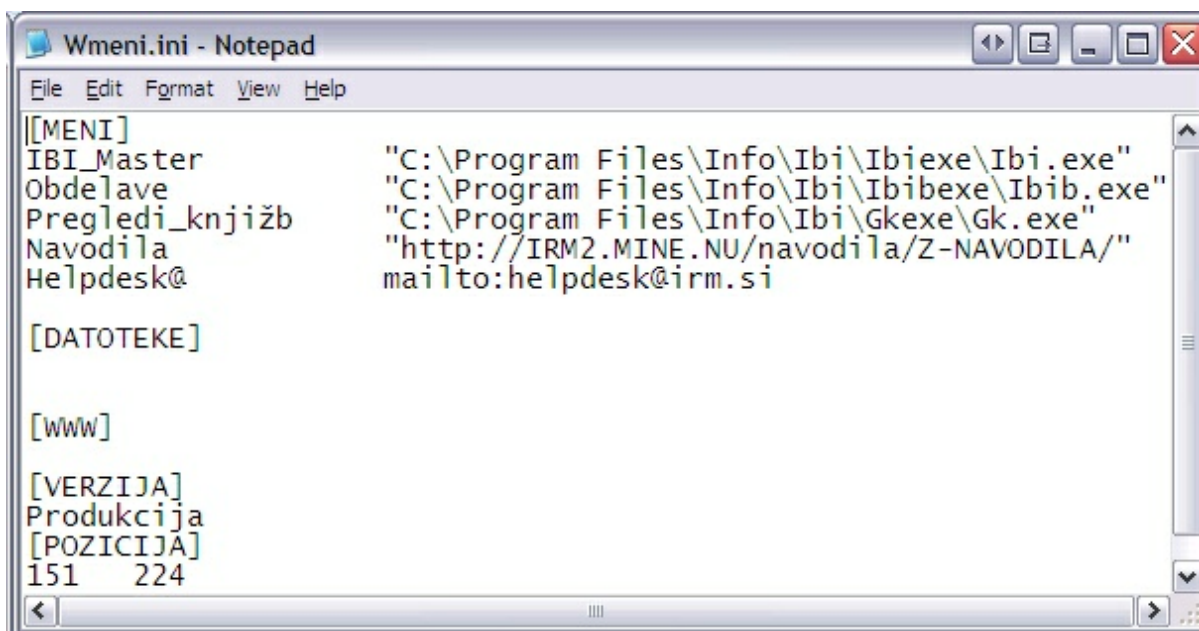 Wmeni.ini - Notepad
File Edit Format View Help
[MENI]
IBI_Master "C:\Program Files\Info\Ibi\Ibiexe\Ibi.exe"
Obdelave "C:\Program Files\Info\Ibi\Ibibexe\Ibib.exe"
Pregledi_knjižb "C:\Program Files\Info\Ibi\Gkexe\Gk.exe"
Navodila "http://IRM2.MINE.NU/navodila/Z-NAVODILA/"
Helpdesk@ mailto:helpdesk@irm.si
[DATOTEKE]
[WWW]
[VERZIJA]
Produkcija
[POZICIJA]
151 224